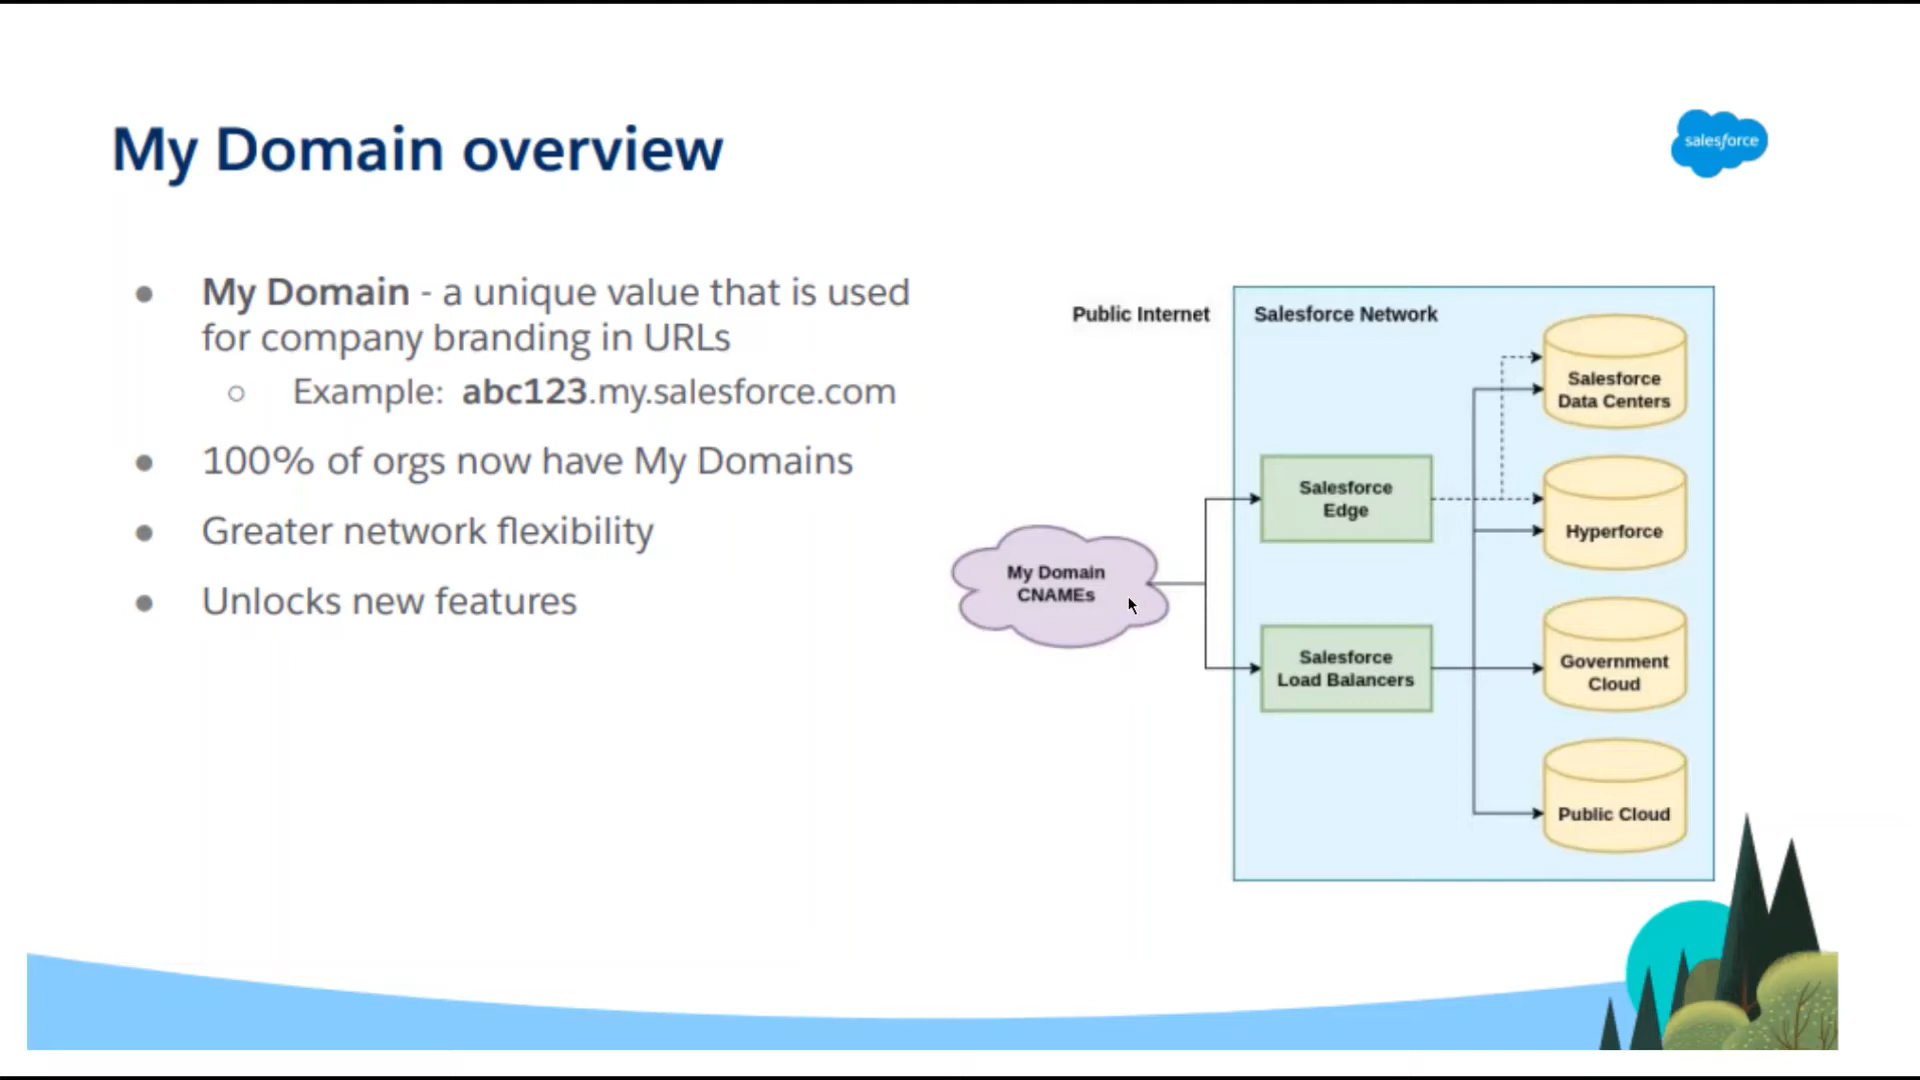 My Domain overview
salesforce
● My Domain - a unique value that is used
for company branding in URLs
○ Example: abc123.my.salesforce.com
● 100% of orgs now have My Domains
● Greater network flexibility
● Unlocks new features
Public Internet
Salesforce Network
My Domain
CNAMEs
Salesforce
Edge
Salesforce
Load Balancers
Salesforce
Data Centers
Hyperforce
Government
Cloud
Public Cloud